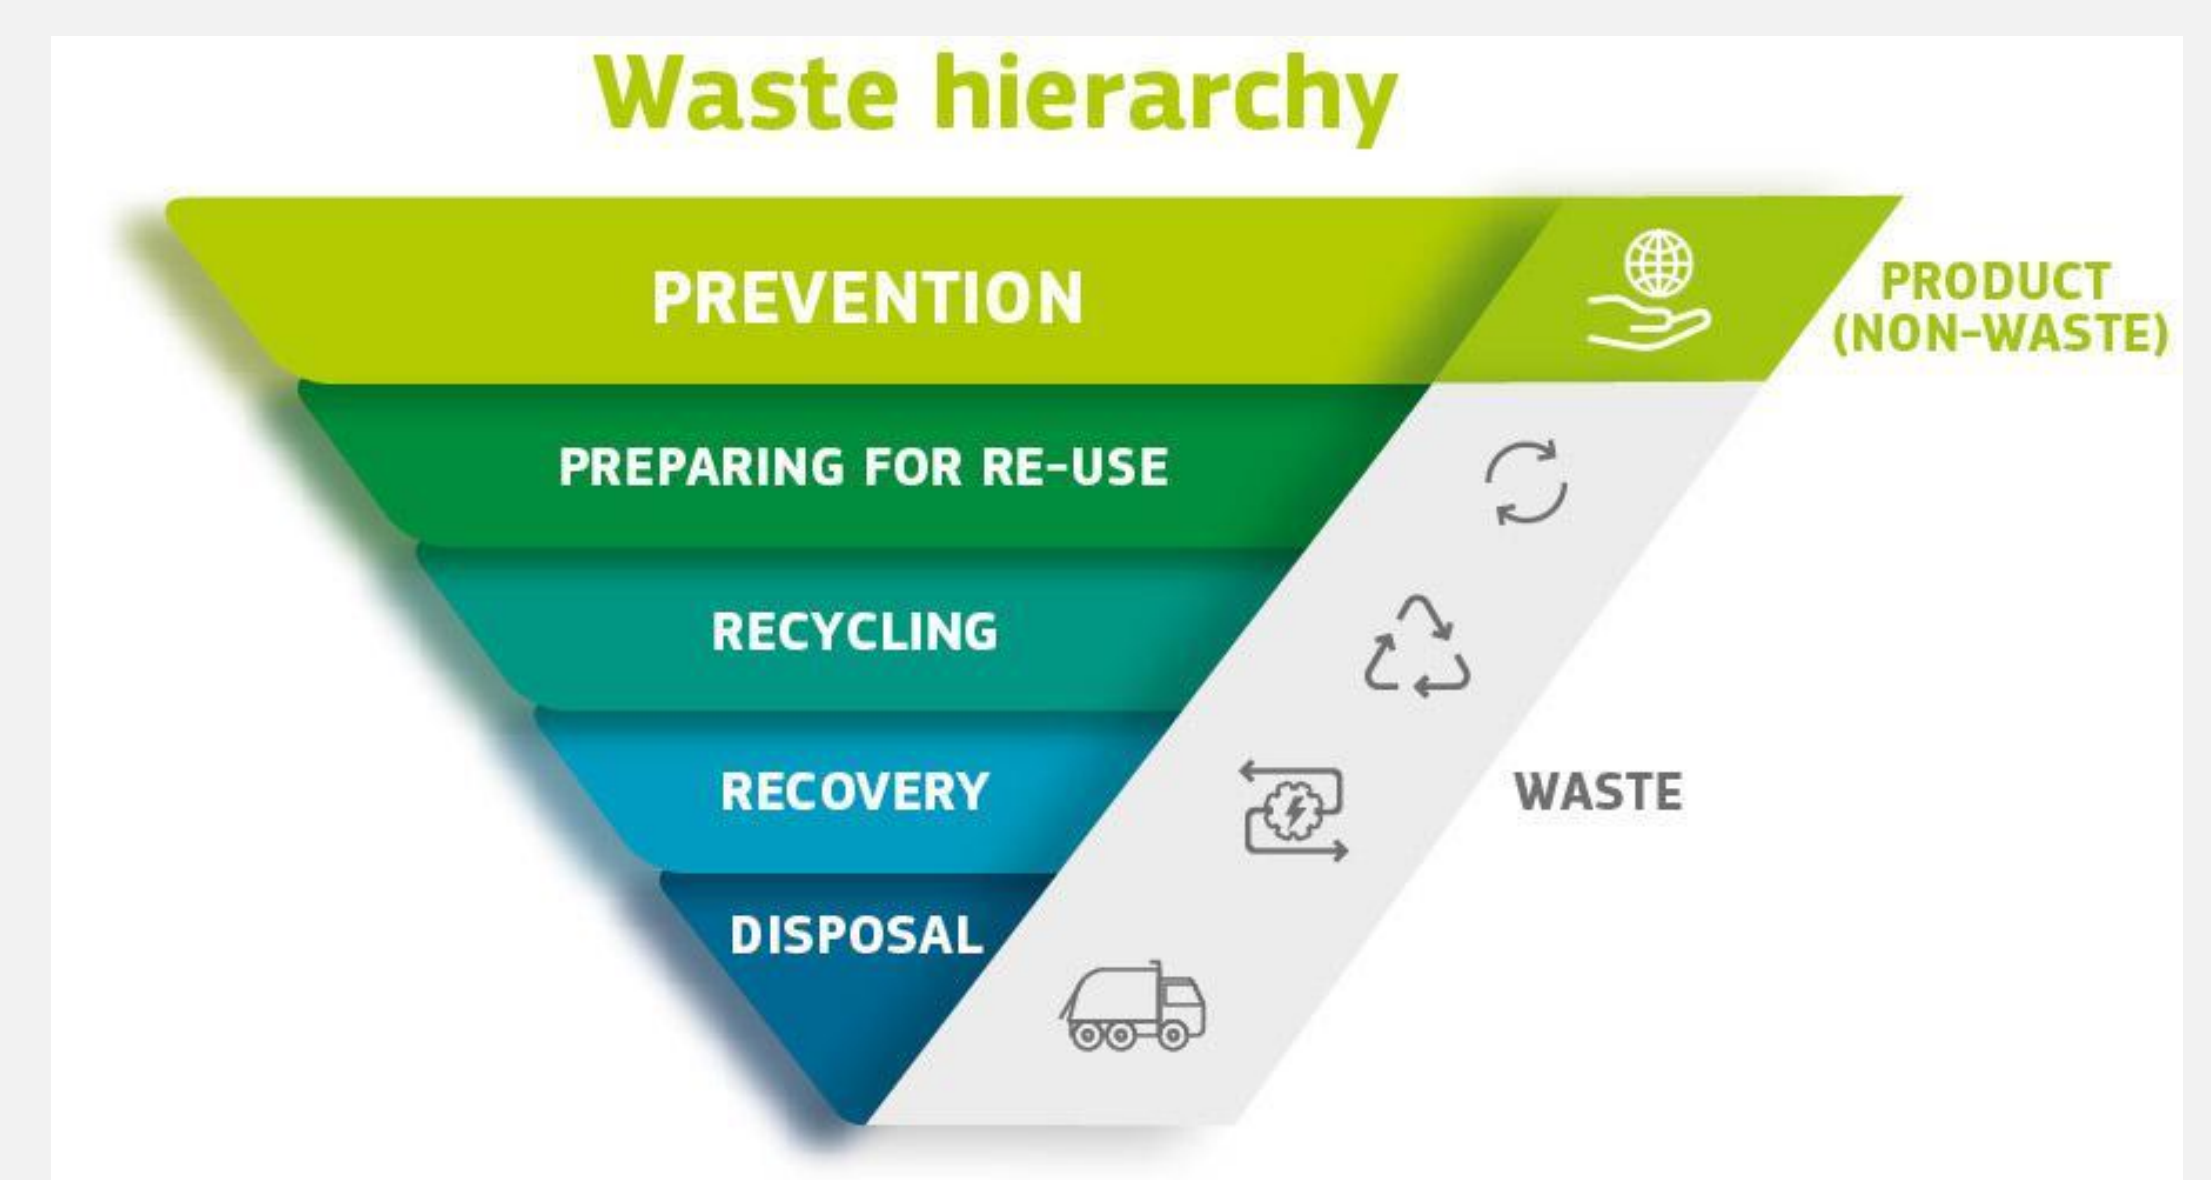 Waste hierarchy
PREVENTION
PRODUCT
(NON-WASTE)
PREPARING FOR RE-USE
RECYCLING
RECOVERY
WASTE
DISPOSAL